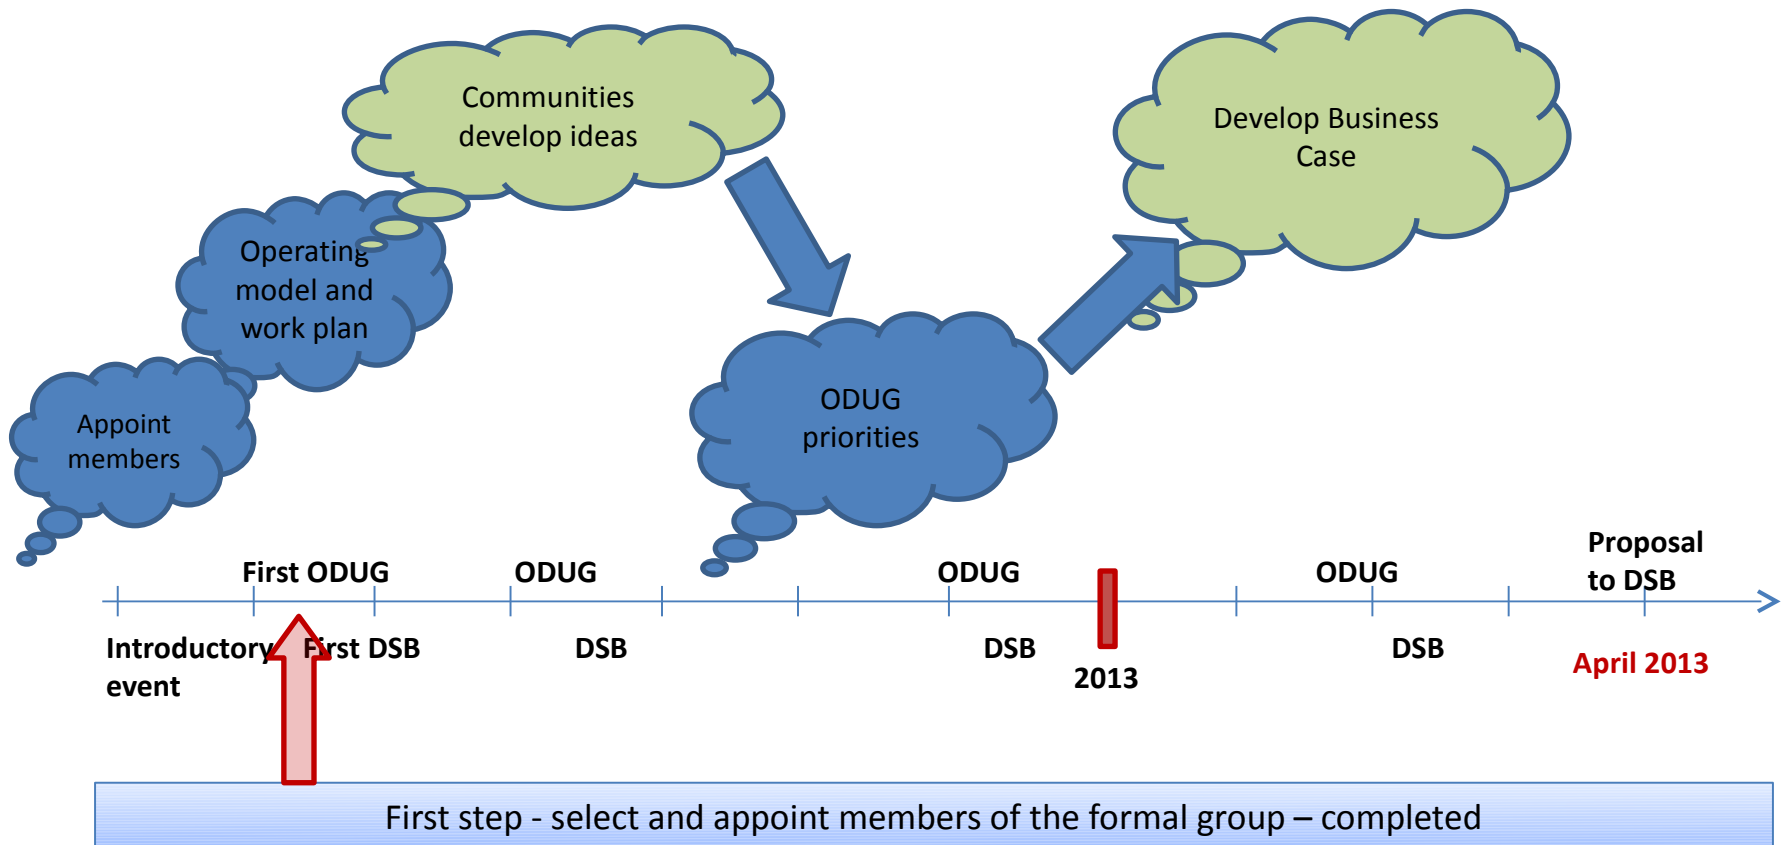 Communities
develop ideas
Develop Business
Case
Operating
model and
work plan
Appoint
members
ODUG
priorities
First ODUG
ODUG
ODUG
ODUG
Proposal
to DSB
Introductory
event
First DSB
DSB
DSB
2013
DSB
April 2013
First step - select and appoint members of the formal group – completed